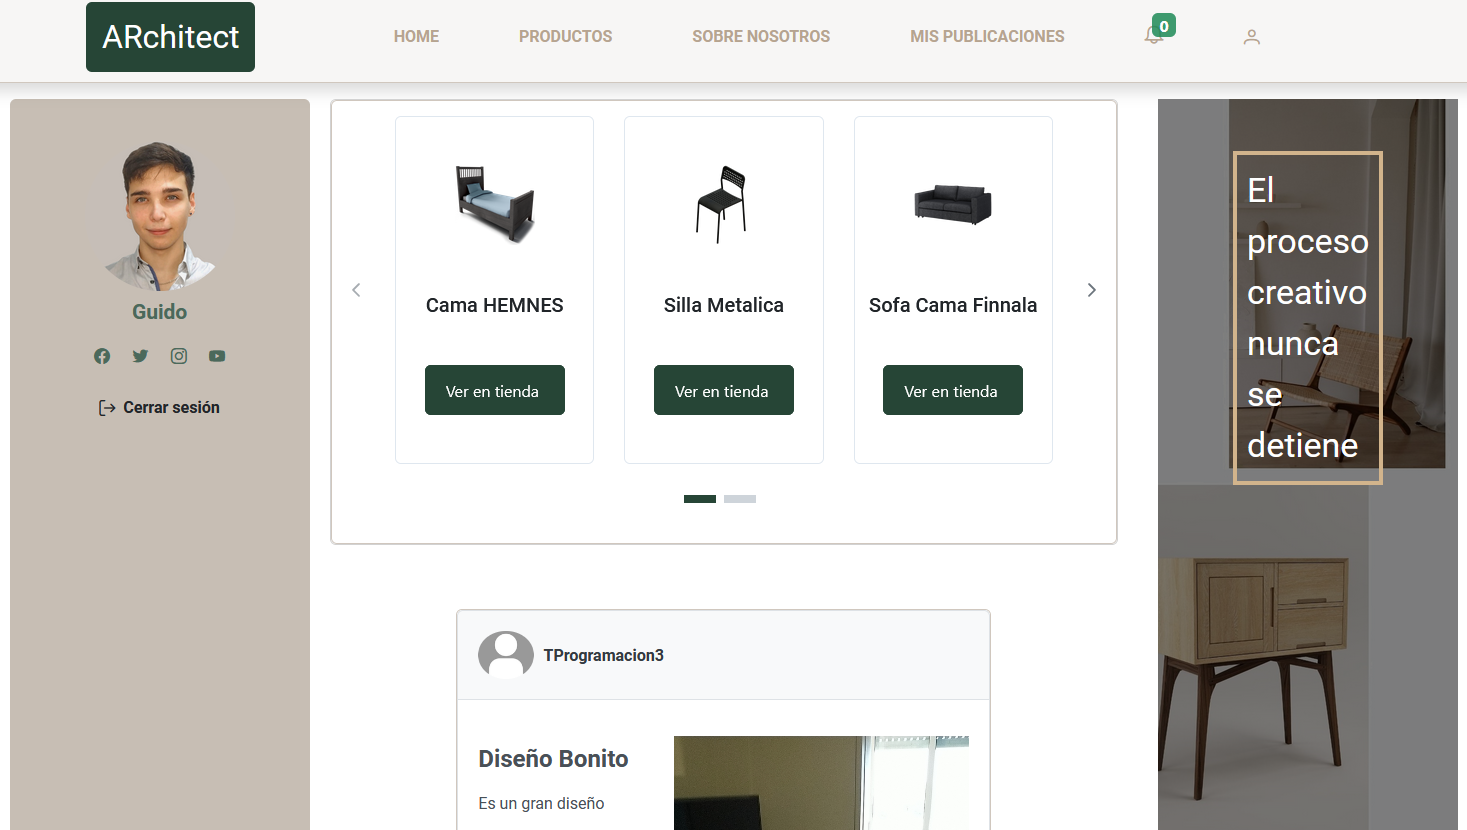 ARchitect
HOME
PRODUCTOS
SOBRE NOSOTROS
MIS PUBLICACIONES
0
Guido
Cerrar sesión
Cama HEMNES
Ver en tienda
Silla Metalica
Ver en tienda
Sofa Cama Finnala
Ver en tienda
El
proceso
creativo
nunca
se
detiene
TProgramacion3
Diseño Bonito
Es un gran diseño